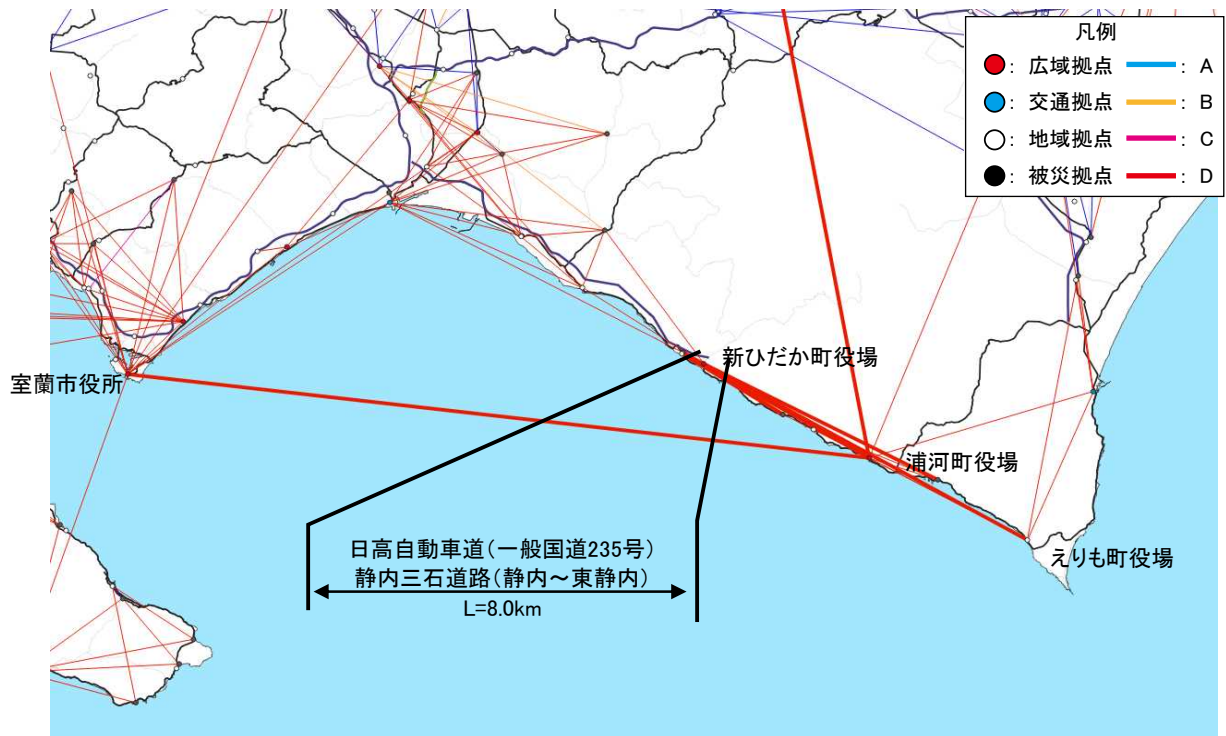 凡例
●: 広域拠点 ━━: A
●: 交通拠点 ━━: B
○: 地域拠点 ━━: C
●: 被災拠点 ━━: D
新ひだか町役場
室蘭市役所
浦河町役場
えりも町役場
日高自動車道(一般国道235号)
静内三石道路(静内～東静内)
L=8.0km